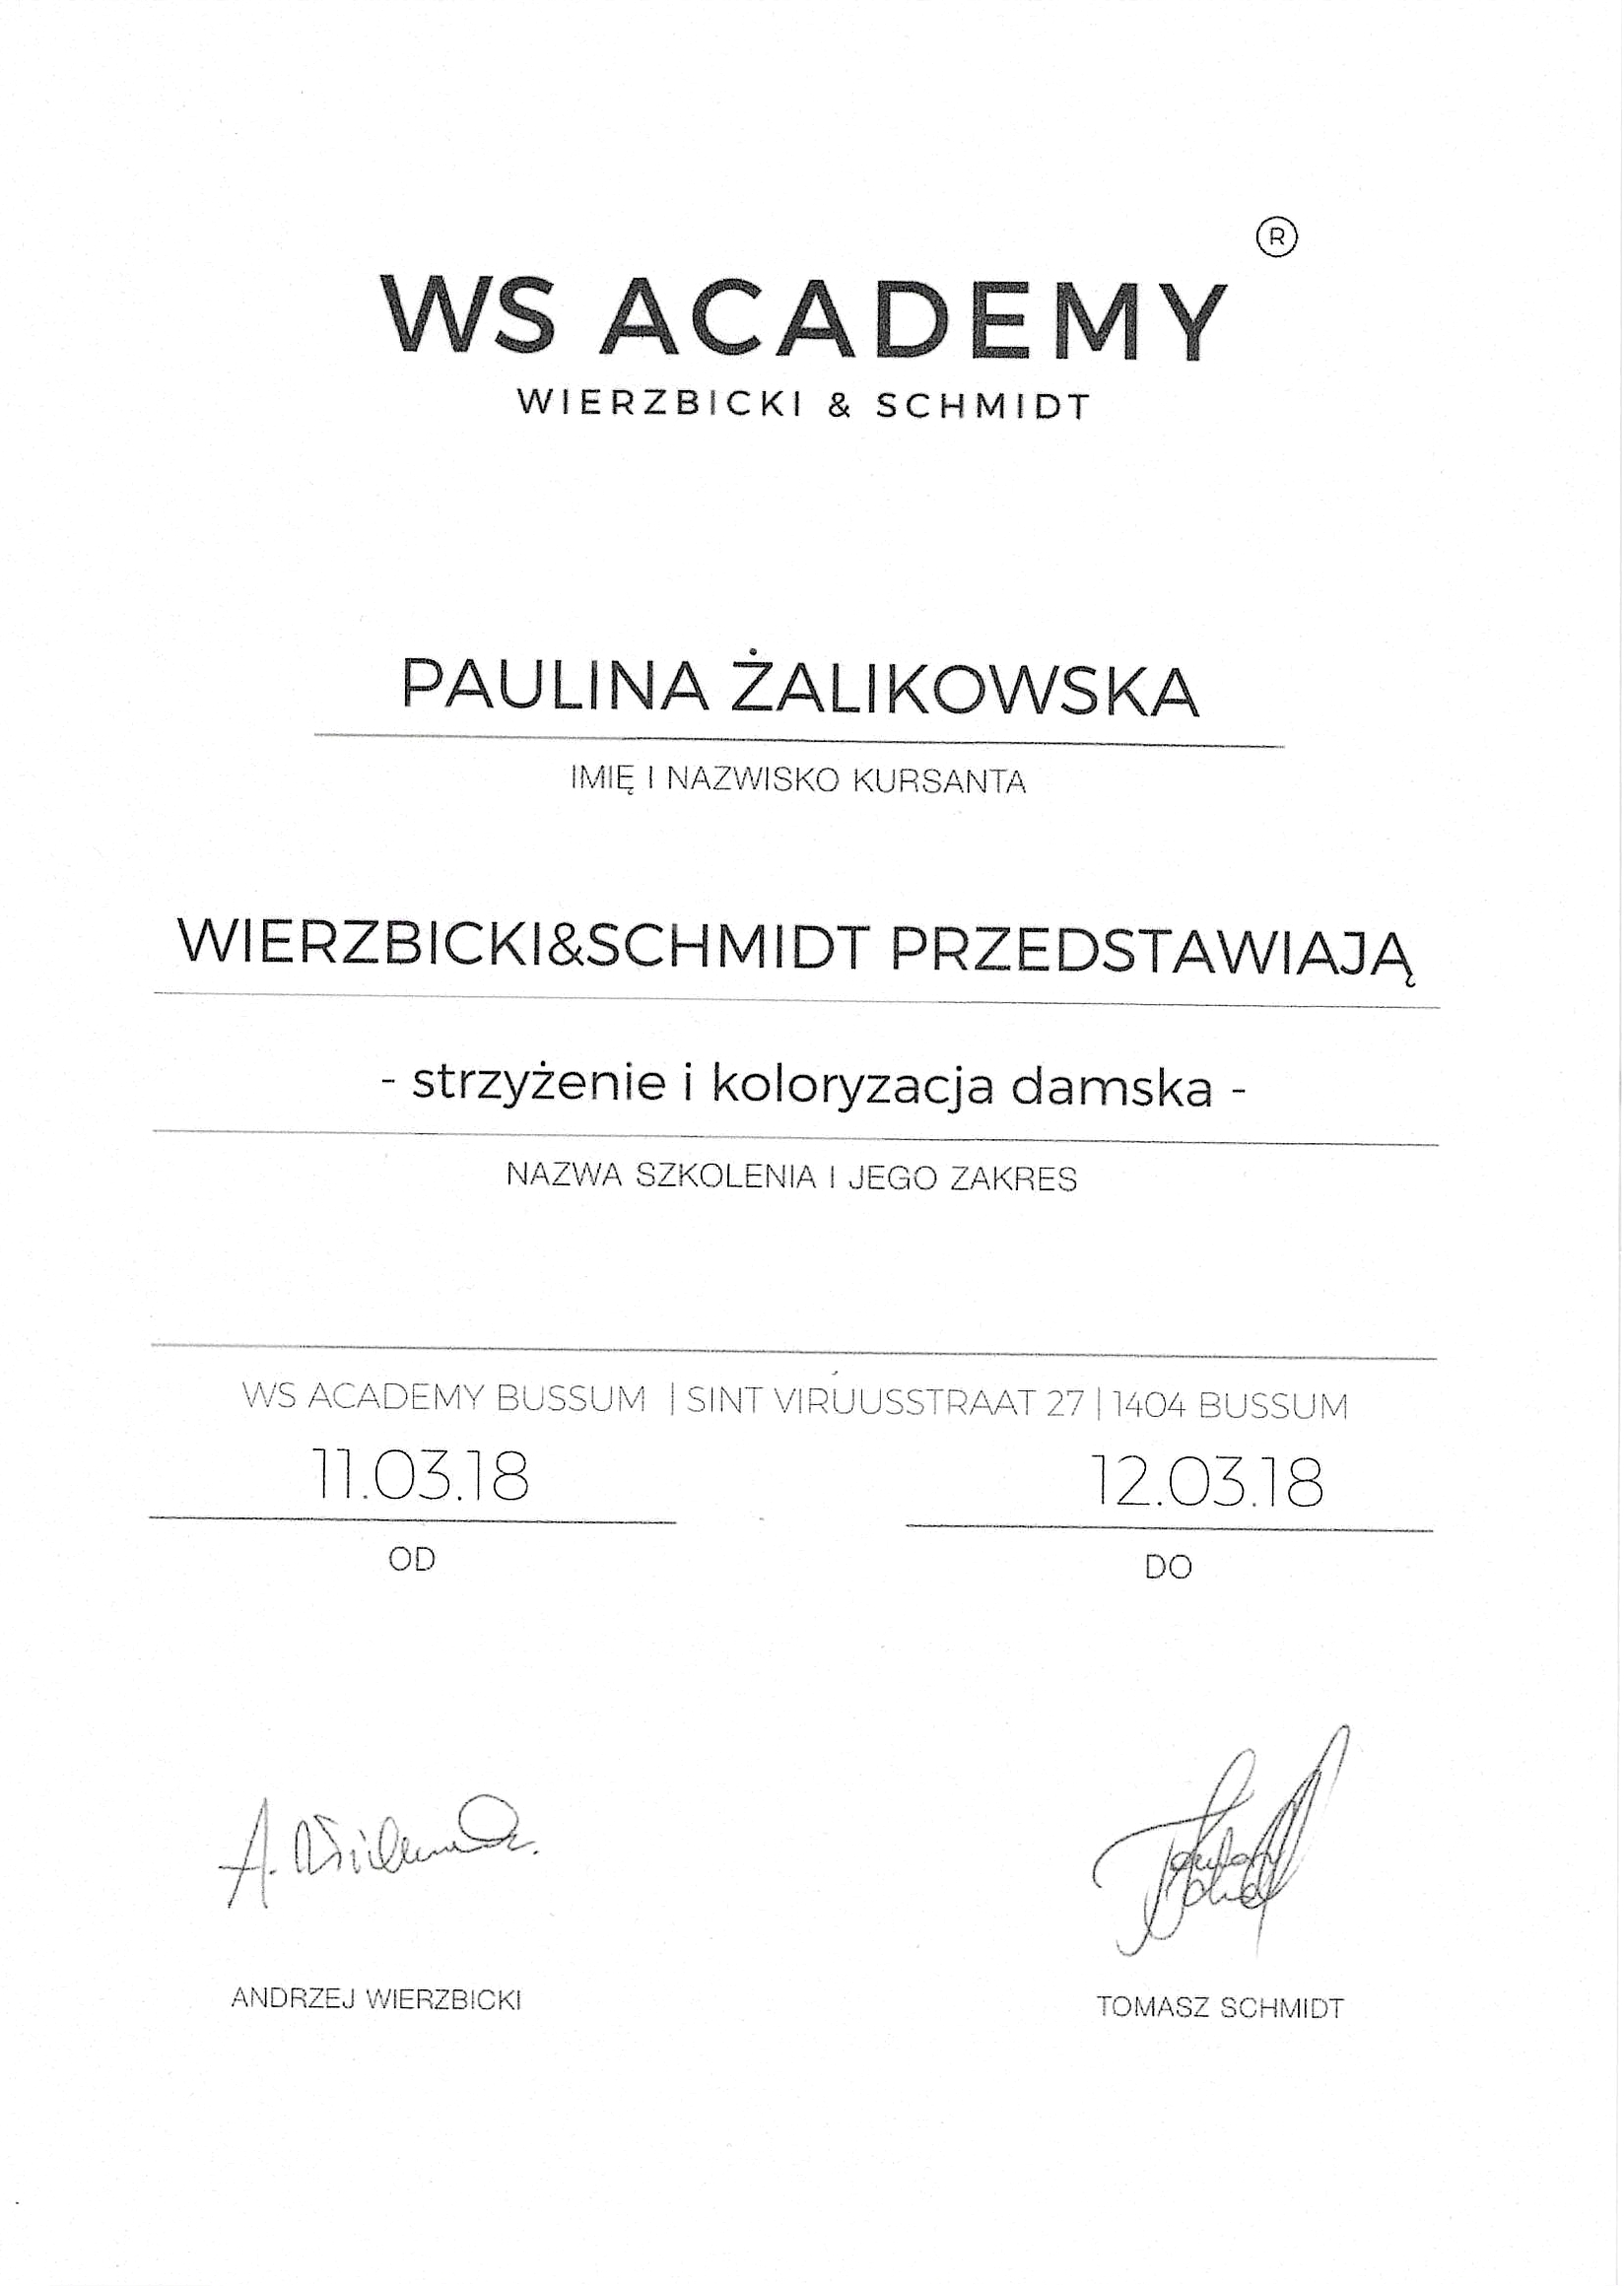 ®
WS ACADEMY
WIERZBICKI & SCHMIDT
PAULINA ŻALIKOWSKA
IMIĘ I NAZWISKO KURSANTA
WIERZBICKI&SCHMIDT PRZEDSTAWIAJĄ
- strzyżenie i koloryzacja damska -
NAZWA SZKOLENIA I JEGO ZAKRES
WS ACADEMY BUSSUM | SINT VIRUUSSTRAAT 27 | 1404 BUSSUM
11.03.18 12.03.18
OD DO
A.
ANDRZEJ WIERZBICKI TOMASZ SCHMIDT